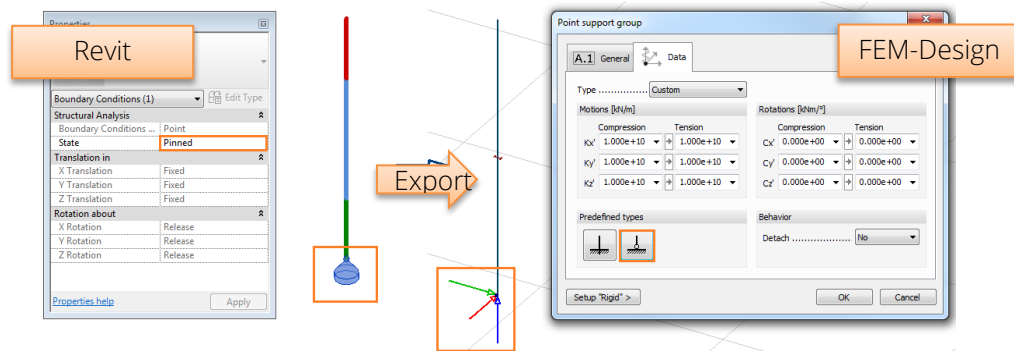 Properties
Revit
Boundary Conditions (1)
Edit Type
Structural Analysis
Boundary Conditions ... Point
State Pinned
Translation in
X Translation Fixed
Y Translation Fixed
Z Translation Fixed
Rotation about
X Rotation Release
Y Rotation Release
Z Rotation Release
Properties help
Apply
Export
Point support group
FEM-Design
A.1 General Data
Type ................ Custom
Motions [kN/m]
Compression Tension
Kx' 1.000e+10 1.000e+10
Ky' 1.000e+10 1.000e+10
Kz' 1.000e+10 1.000e+10
Rotations [kNm/°]
Compression Tension
Cx' 0.000e+00 0.000e+00
Cy' 0.000e+00 0.000e+00
Cz' 0.000e+00 0.000e+00
Predefined types
Behavior
Detach .................... No
Setup "Rigid" >
OK
Cancel